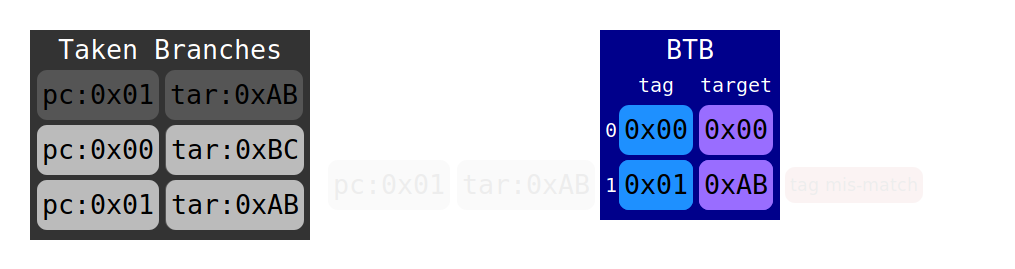 Taken Branches
pc:0x01 tar:0xAB
pc:0x00 tar:0xBC
pc:0x01 tar:0xAB
pc:0x01 tar:0xAB
BTB
tag target
0 0x00 0x00
1 0x01 0xAB
tag mis-match